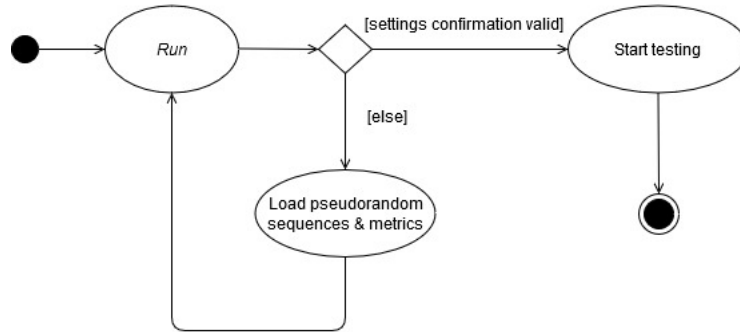 [settings confirmation valid]
Run
Start testing
[else]
Load pseudorandom
sequences & metrics